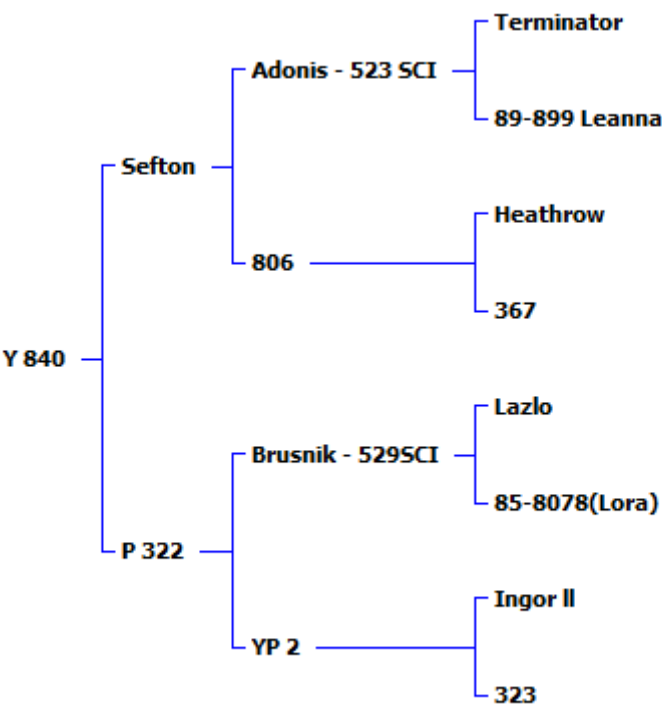 Terminator
Adonis - 523 SCI
89-899 Leanna
Sefton
Heathrow
806
367
Y 840
Lazlo
Brusnik - 529SCI
85-8078(Lora)
P 322
Ingor ll
YP 2
323